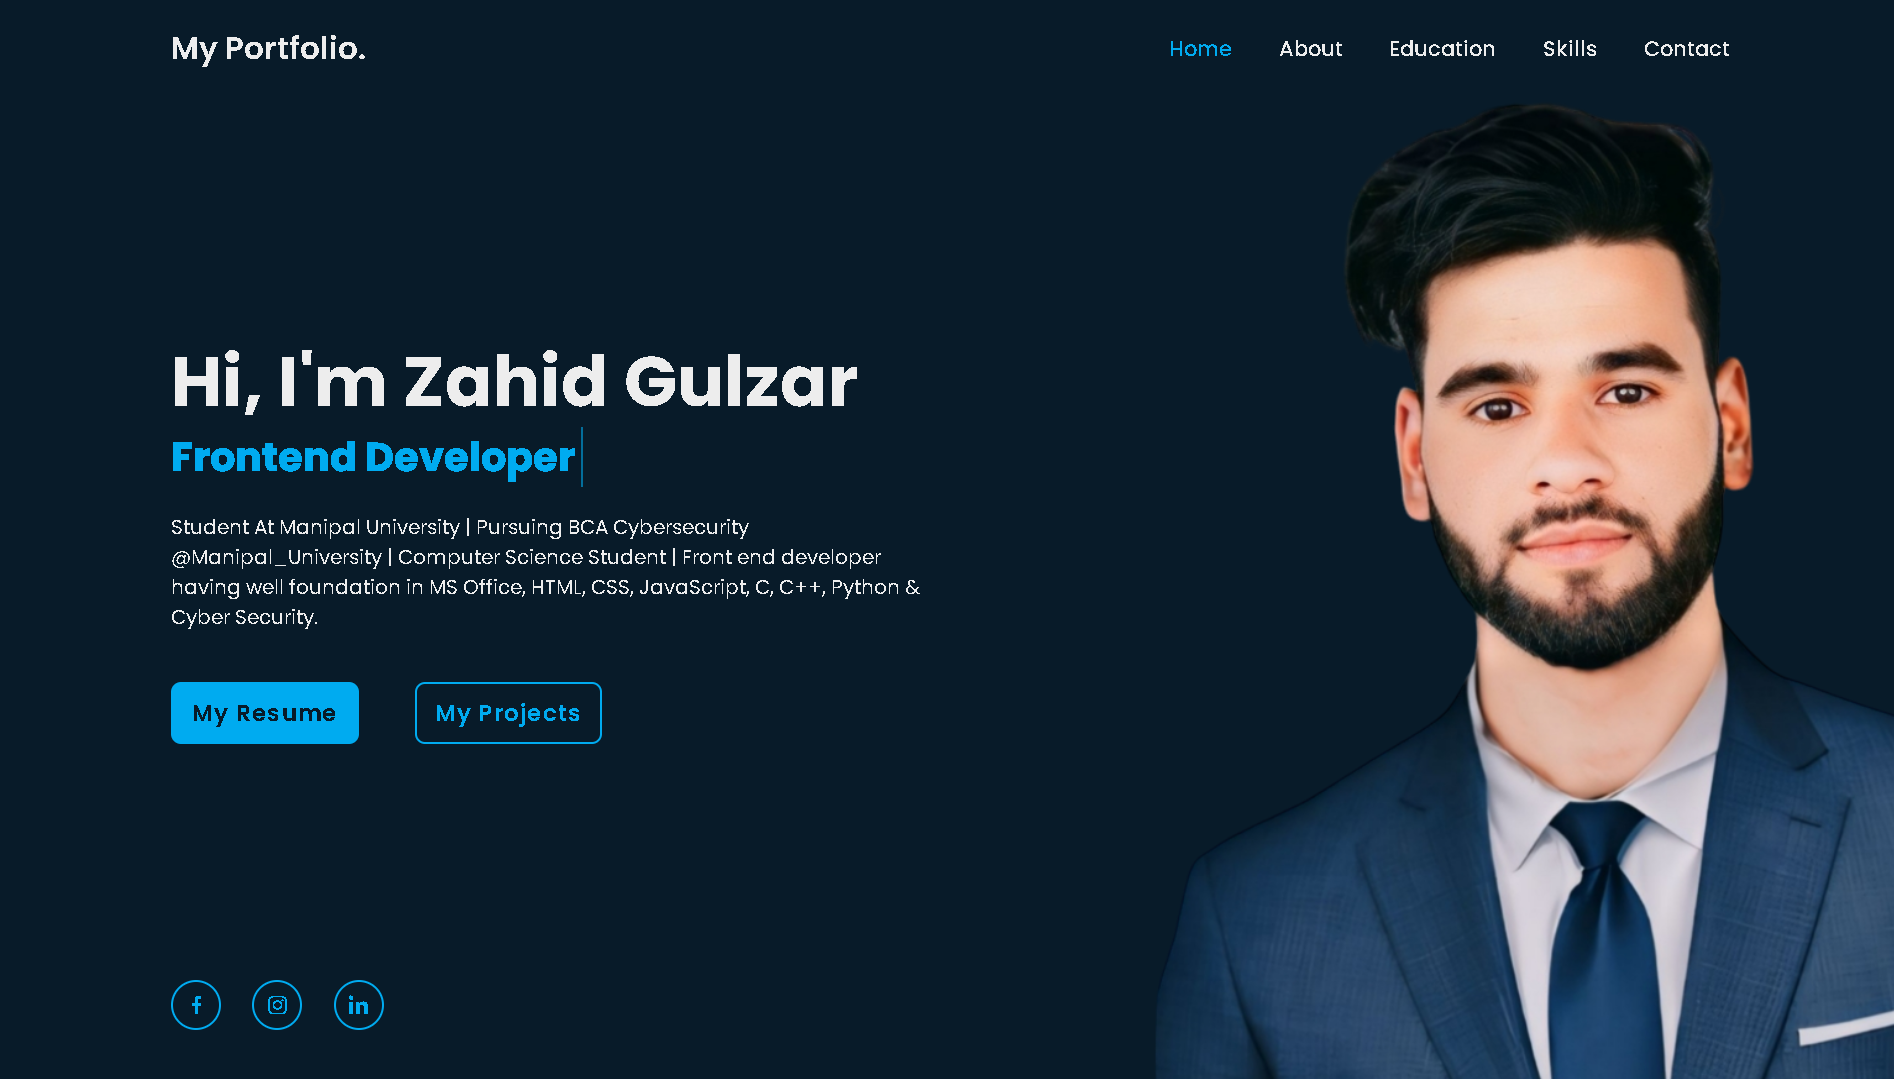 My Portfolio.
Home About Education Skills Contact
Hi, I'm Zahid Gulzar
Frontend Developer
Student At Manipal University | Pursuing BCA Cybersecurity
@Manipal_University | Computer Science Student | Front end developer
having well foundation in MS Office, HTML, CSS, JavaScript, C, C++, Python &
Cyber Security.
My Resume
My Projects